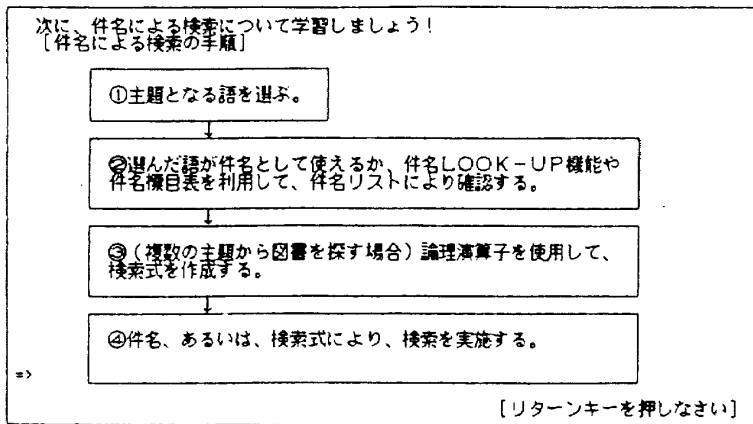 次に、件名による検索について学習しましょう！
［件名による検索の手順］
①主題となる語を選ぶ。
②選んだ語が件名として使えるか、件名ＬＯＯＫ－ＵＰ機能や
件名標目表を利用して、件名リストにより確認する。
③（複数の主題から図書を探す場合）論理演算子を使用して、
検索式を作成する。
④件名、あるいは、検索式により、検索を実施する。
=>
［リターンキーを押しなさい］